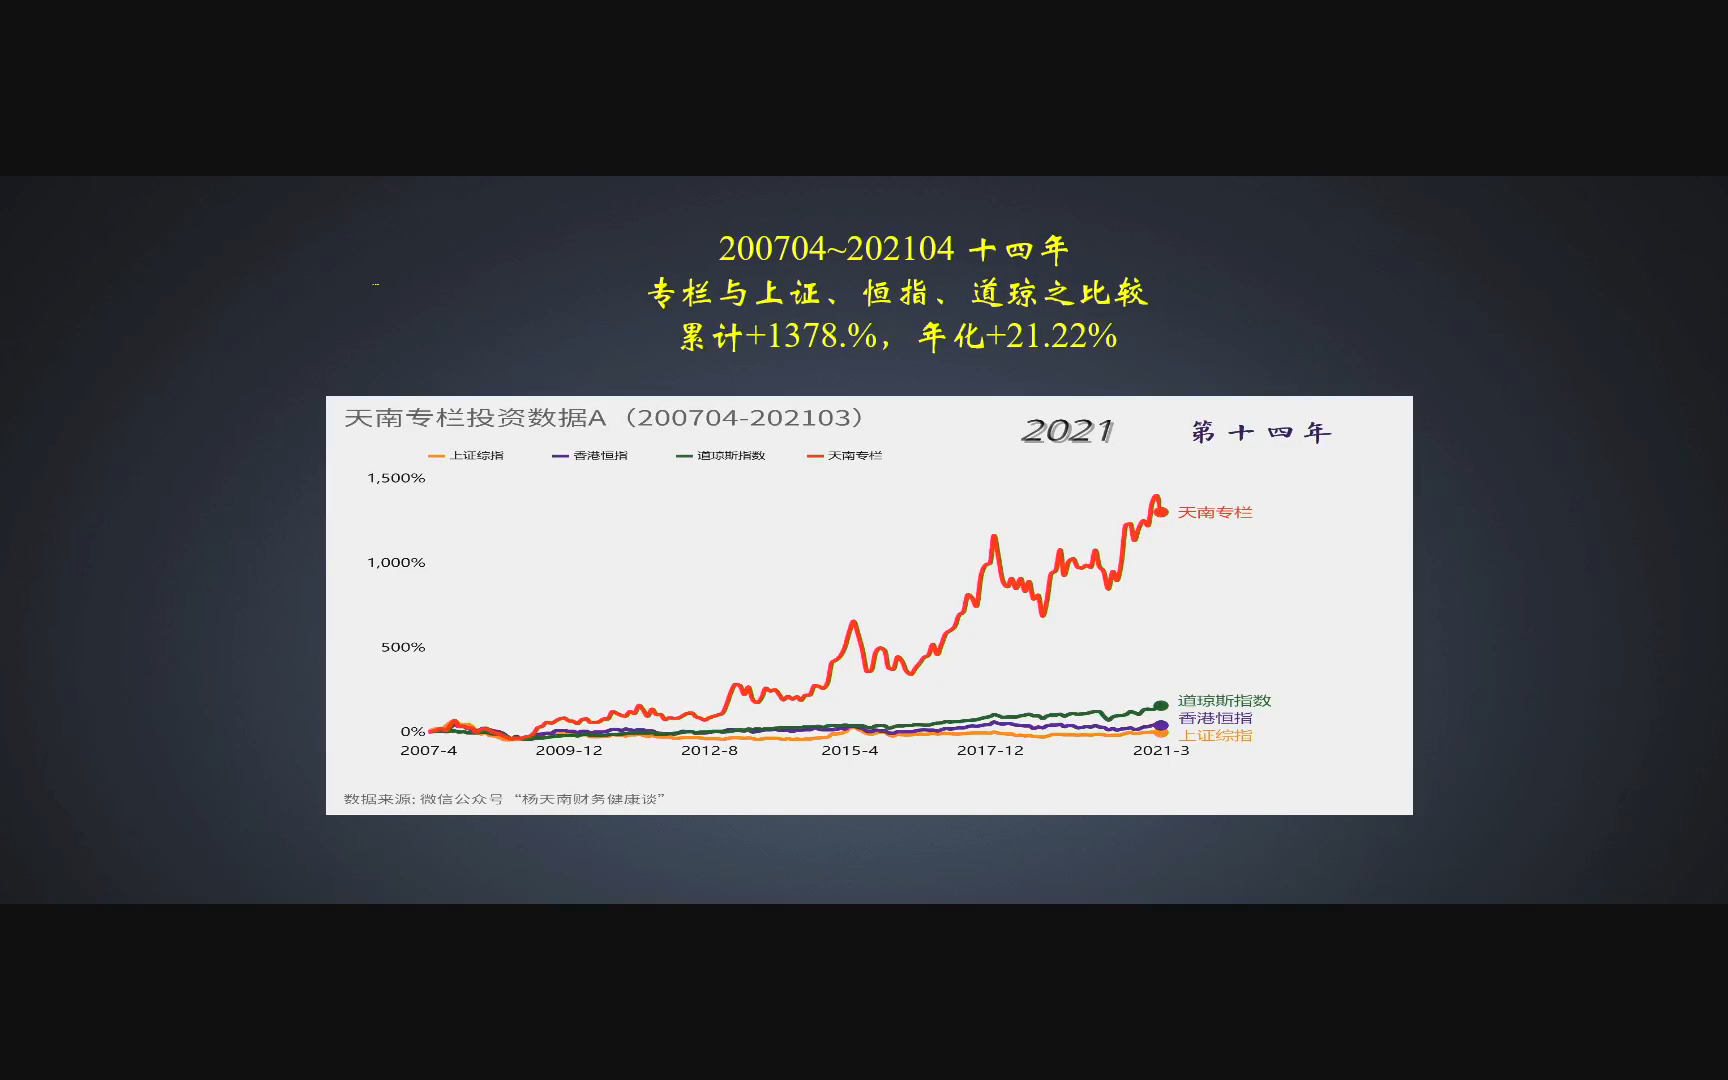 200704~202104 十四年
专栏与上证、恒指、道琼之比较
累计+1378.%，年化+21.22%
天南专栏投资数据A（200704-202103）
2021
第十四年
上证综指 香港恒指 道琼斯指数 天南专栏
1,500%
1,000%
500%
0%
天南专栏
道琼斯指数
香港恒指
上证综指
2007-4 2009-12 2012-8 2015-4 2017-12 2021-3
数据来源: 微信公众号“杨天南财务健康谈”